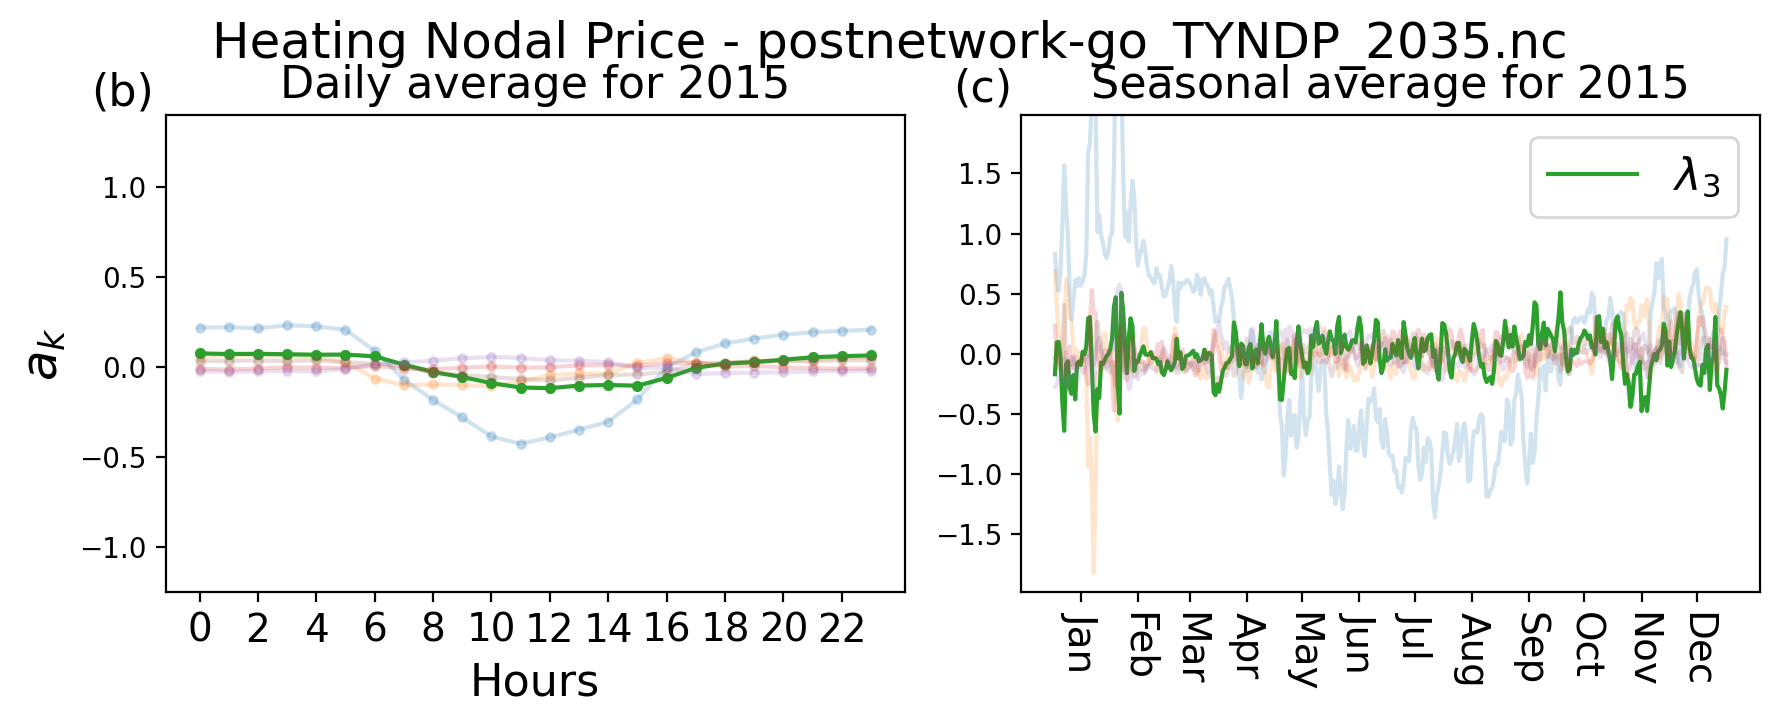 Heating Nodal Price - postnetwork-go_TYNDP_2035.nc
(b) Daily average for 2015
(c) Seasonal average for 2015
1.0
0.5
0.0
−0.5
−1.0
a_k
0 2 4 6 8 10 12 14 16 18 20 22
Hours
1.5
1.0
0.5
0.0
−0.5
−1.0
−1.5
λ₃
Jan Feb Mar Apr May Jun Jul Aug Sep Oct Nov Dec